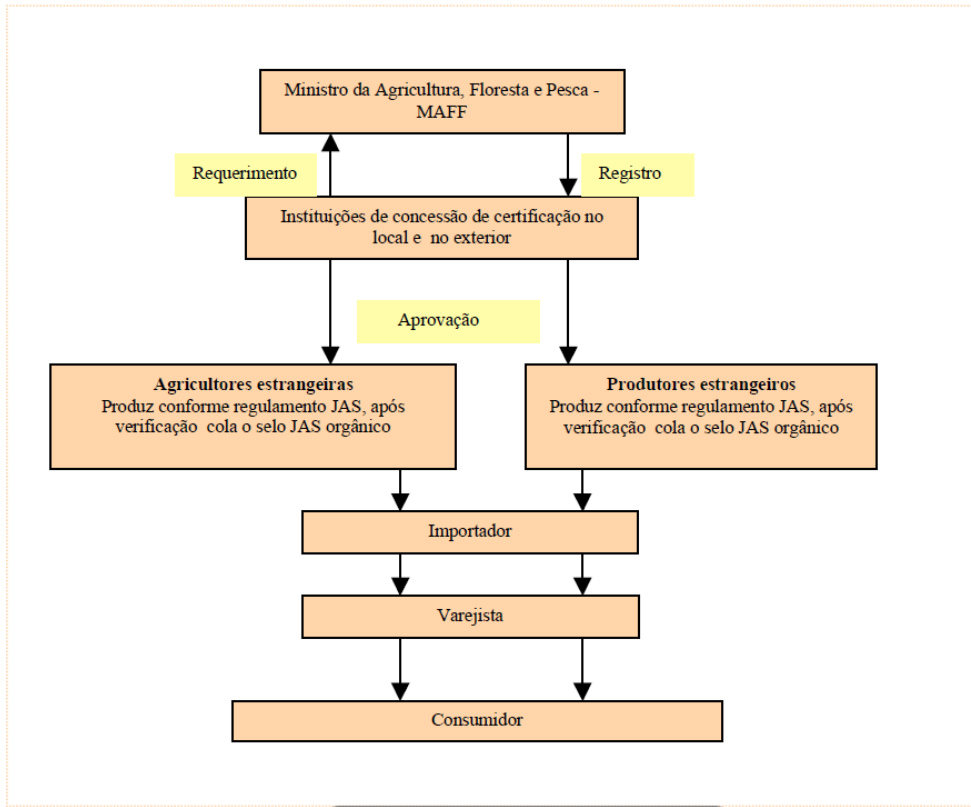 Ministro da Agricultura, Floresta e Pesca -
MAFF
Requerimento
Registro
Instituições de concessão de certificação no
local e no exterior
Aprovação
Agricultores estrangeiras
Produz conforme regulamento JAS, após
verificação cola o selo JAS orgânico
Produtores estrangeiros
Produz conforme regulamento JAS, após
verificação cola o selo JAS orgânico
Importador
Varejista
Consumidor